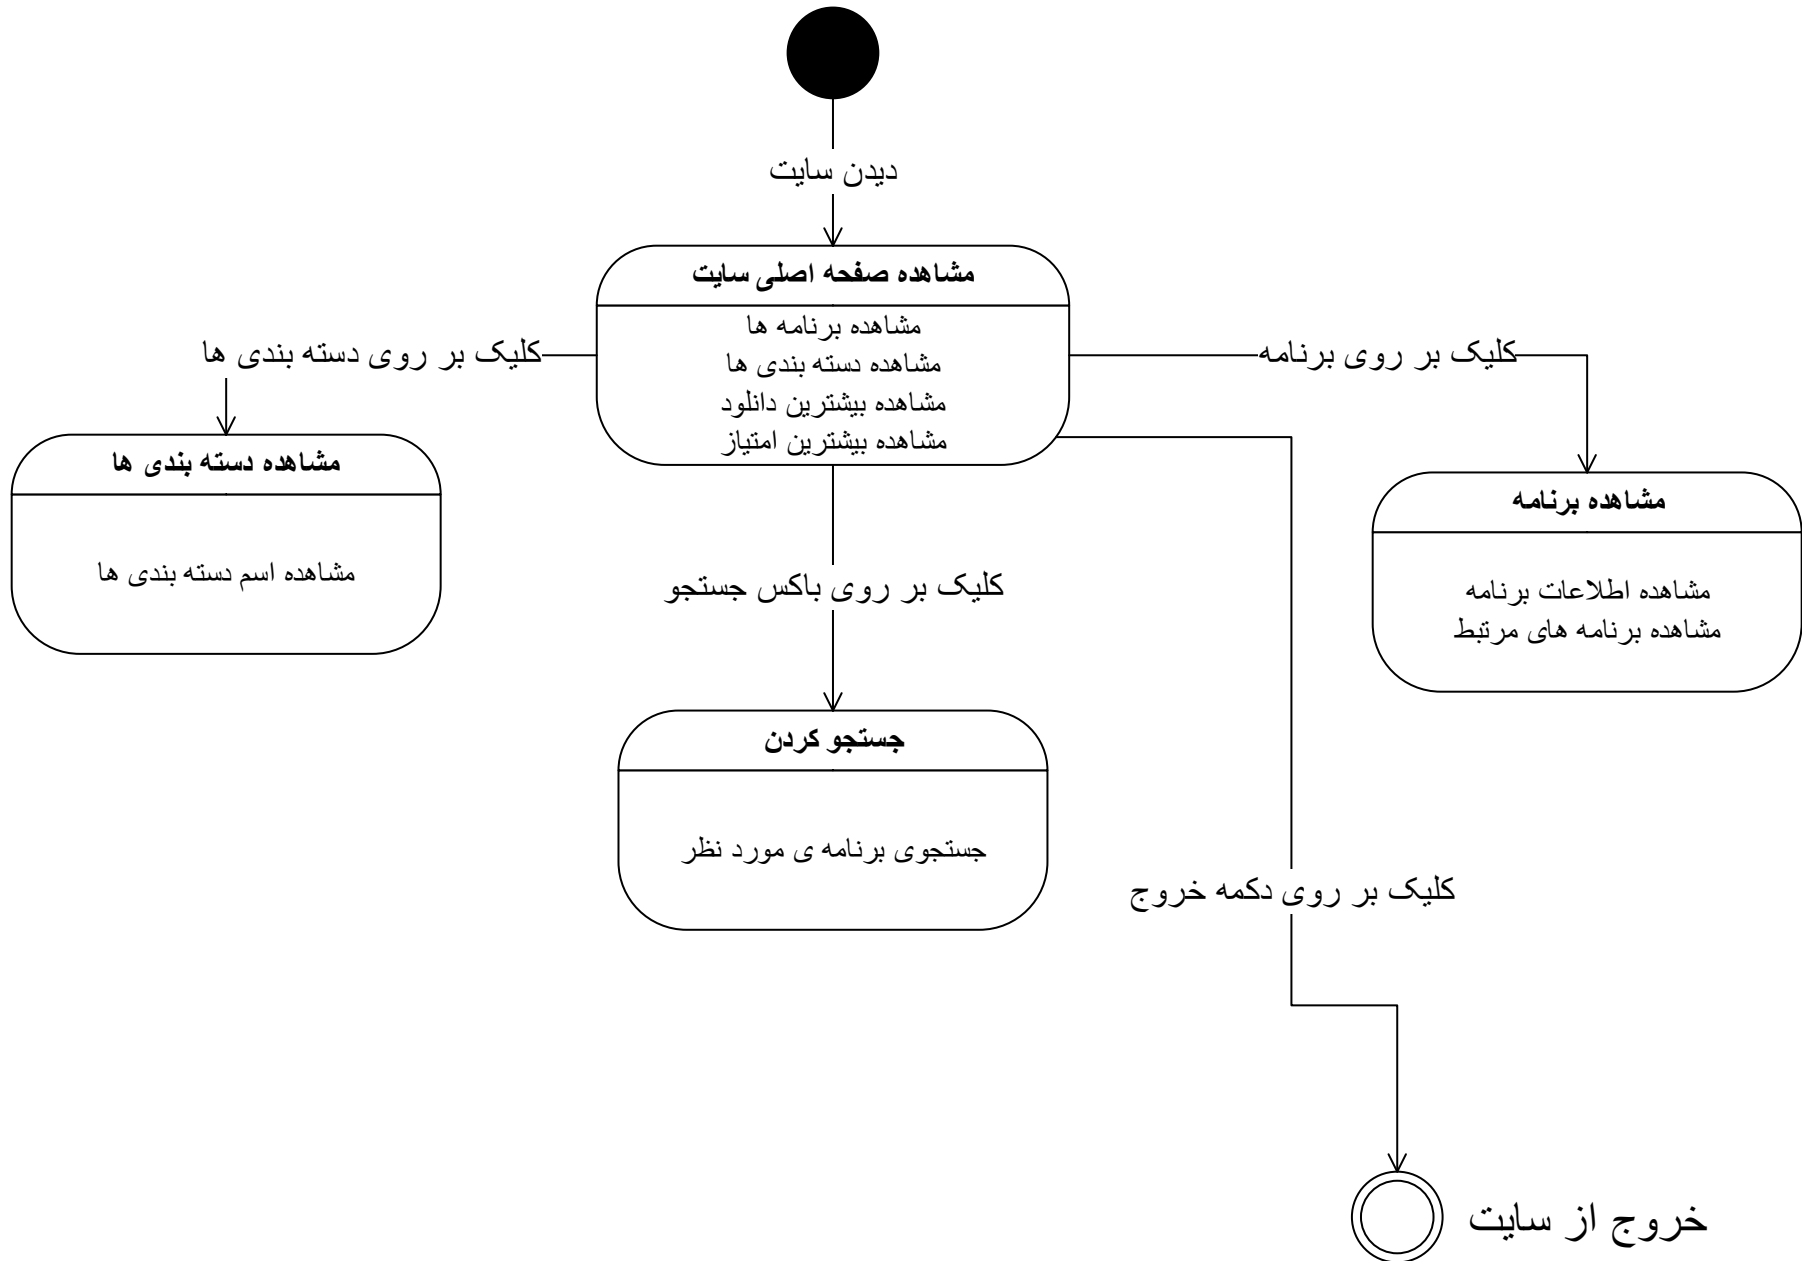 دیدن سایت
مشاهده صفحه اصلی سایت
مشاهده برنامه ها
مشاهده دسته بندی ها
مشاهده بیشترین دانلود
مشاهده بیشترین امتیاز
کلیک بر روی برنامه
کلیک بر روی دسته بندی ها
مشاهده برنامه
مشاهده اطلاعات برنامه
مشاهده برنامه های مرتبط
مشاهده دسته بندی ها
مشاهده اسم دسته بندی ها
کلیک بر روی باکس جستجو
جستجو کردن
جستجوی برنامه ی مورد نظر
کلیک بر روی دکمه خروج
خروج از سایت